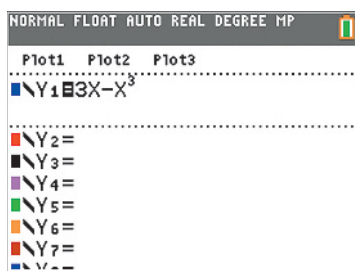 NORMAL FLOAT AUTO REAL DEGREE MP
Plot1 Plot2 Plot3
\Y₁=3X-X³
\Y₂=
\Y₃=
\Y₄=
\Y₅=
\Y₆=
\Y₇=